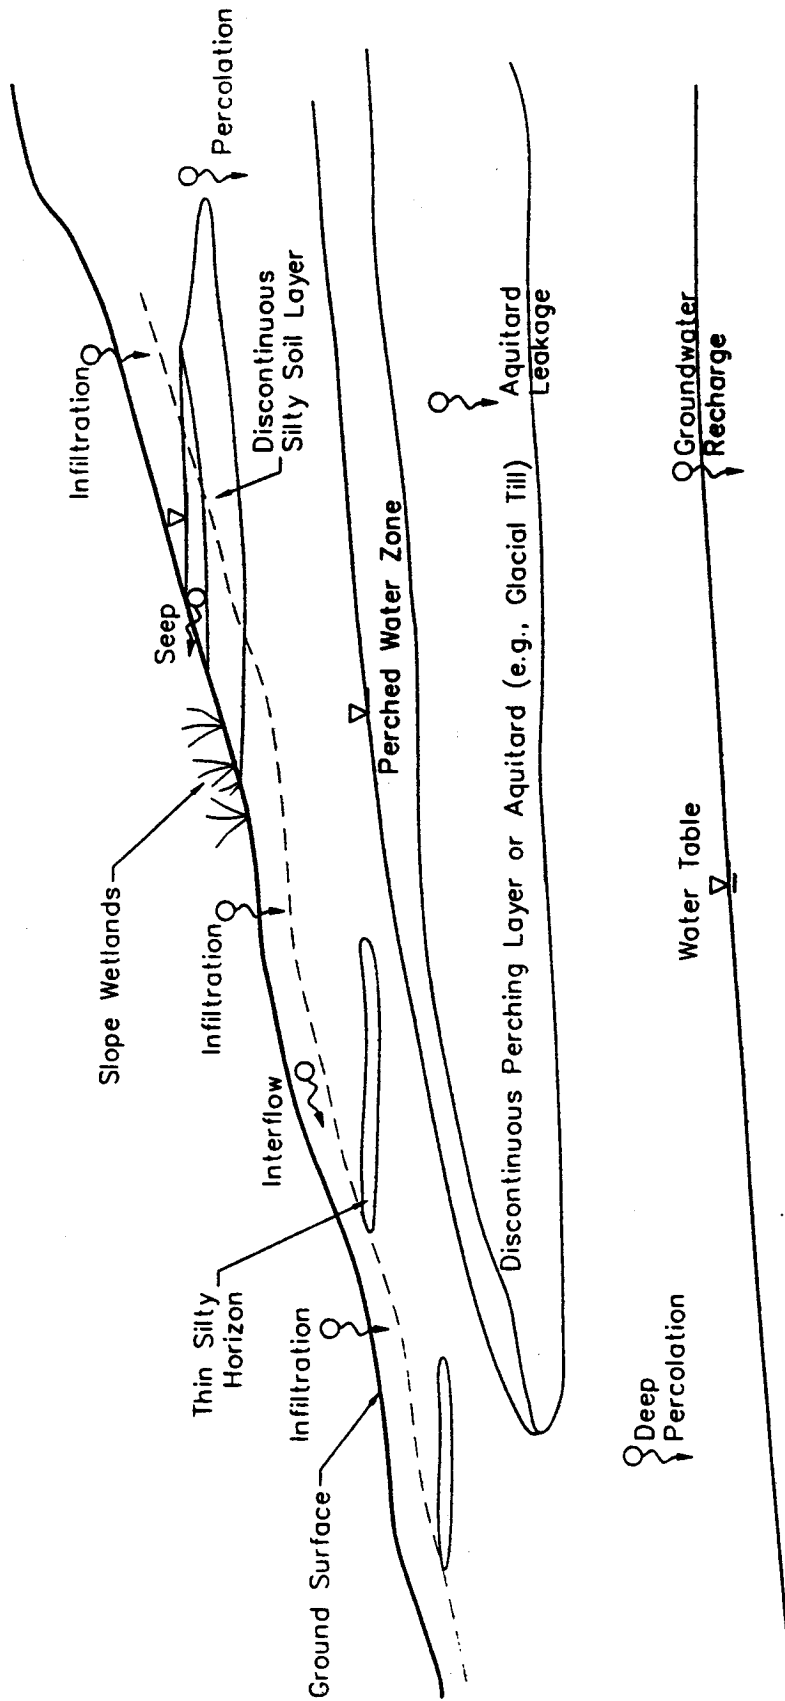 Percolation
Infiltration
Discontinuous
Silty Soil Layer
Seep
Slope Wetlands
Infiltration
Interflow
Thin Silty
Horizon
Infiltration
Ground Surface
Perched Water Zone
Aquitard
Leakage
Discontinuous Perching Layer or Aquitard (e.g., Glacial Till)
Groundwater
Recharge
Water Table
Deep
Percolation